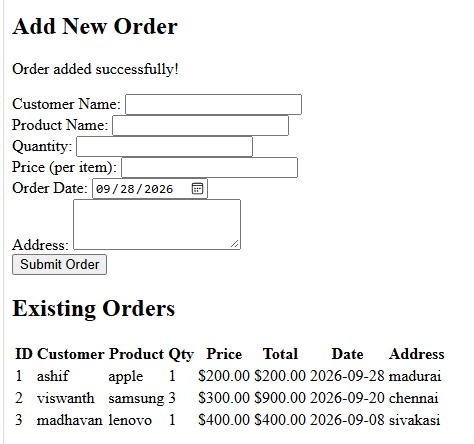 Add New Order
Order added successfully!
Customer Name:
Product Name:
Quantity:
Price (per item):
Order Date: 09/28/2026
Address:
Submit Order
Existing Orders
ID Customer Product Qty Price Total Date Address
1 ashif apple 1 $200.00 $200.00 2026-09-28 madurai
2 viswanth samsung 3 $300.00 $900.00 2026-09-20 chennai
3 madhavan lenovo 1 $400.00 $400.00 2026-09-08 sivakasi